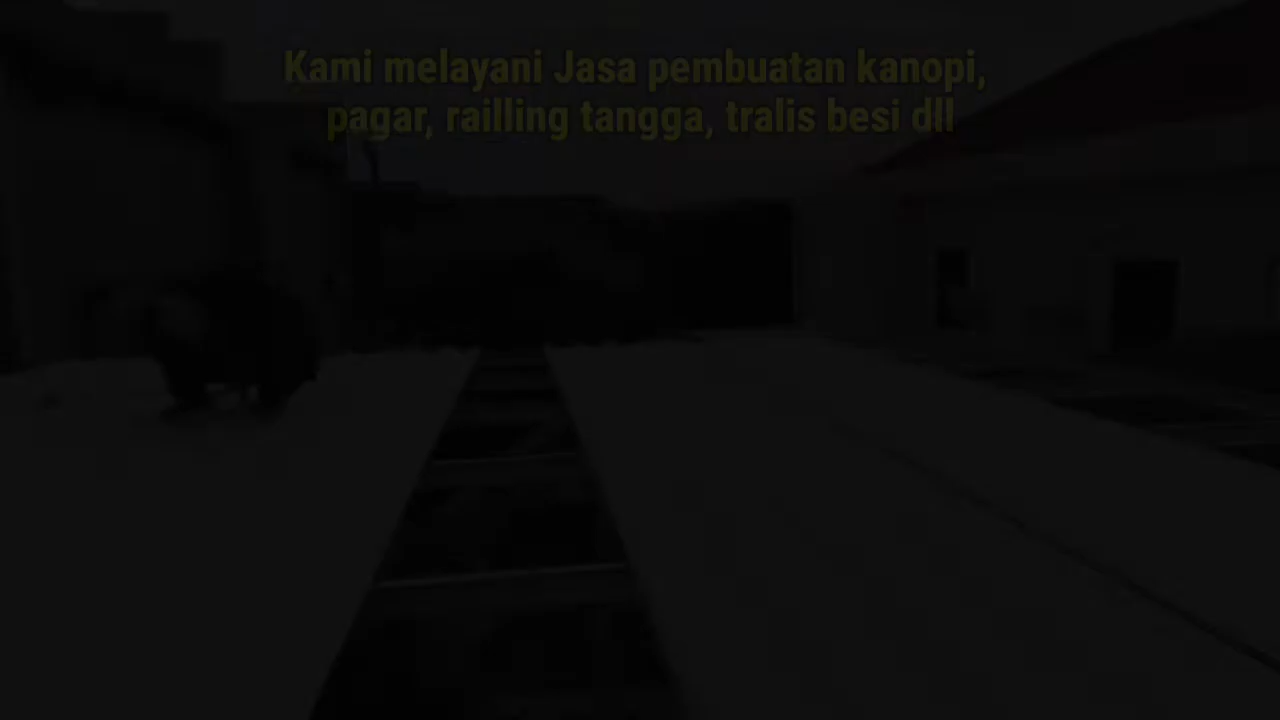 Kami melayani Jasa pembuatan kanopi,
pagar, railling tangga, tralis besi dll